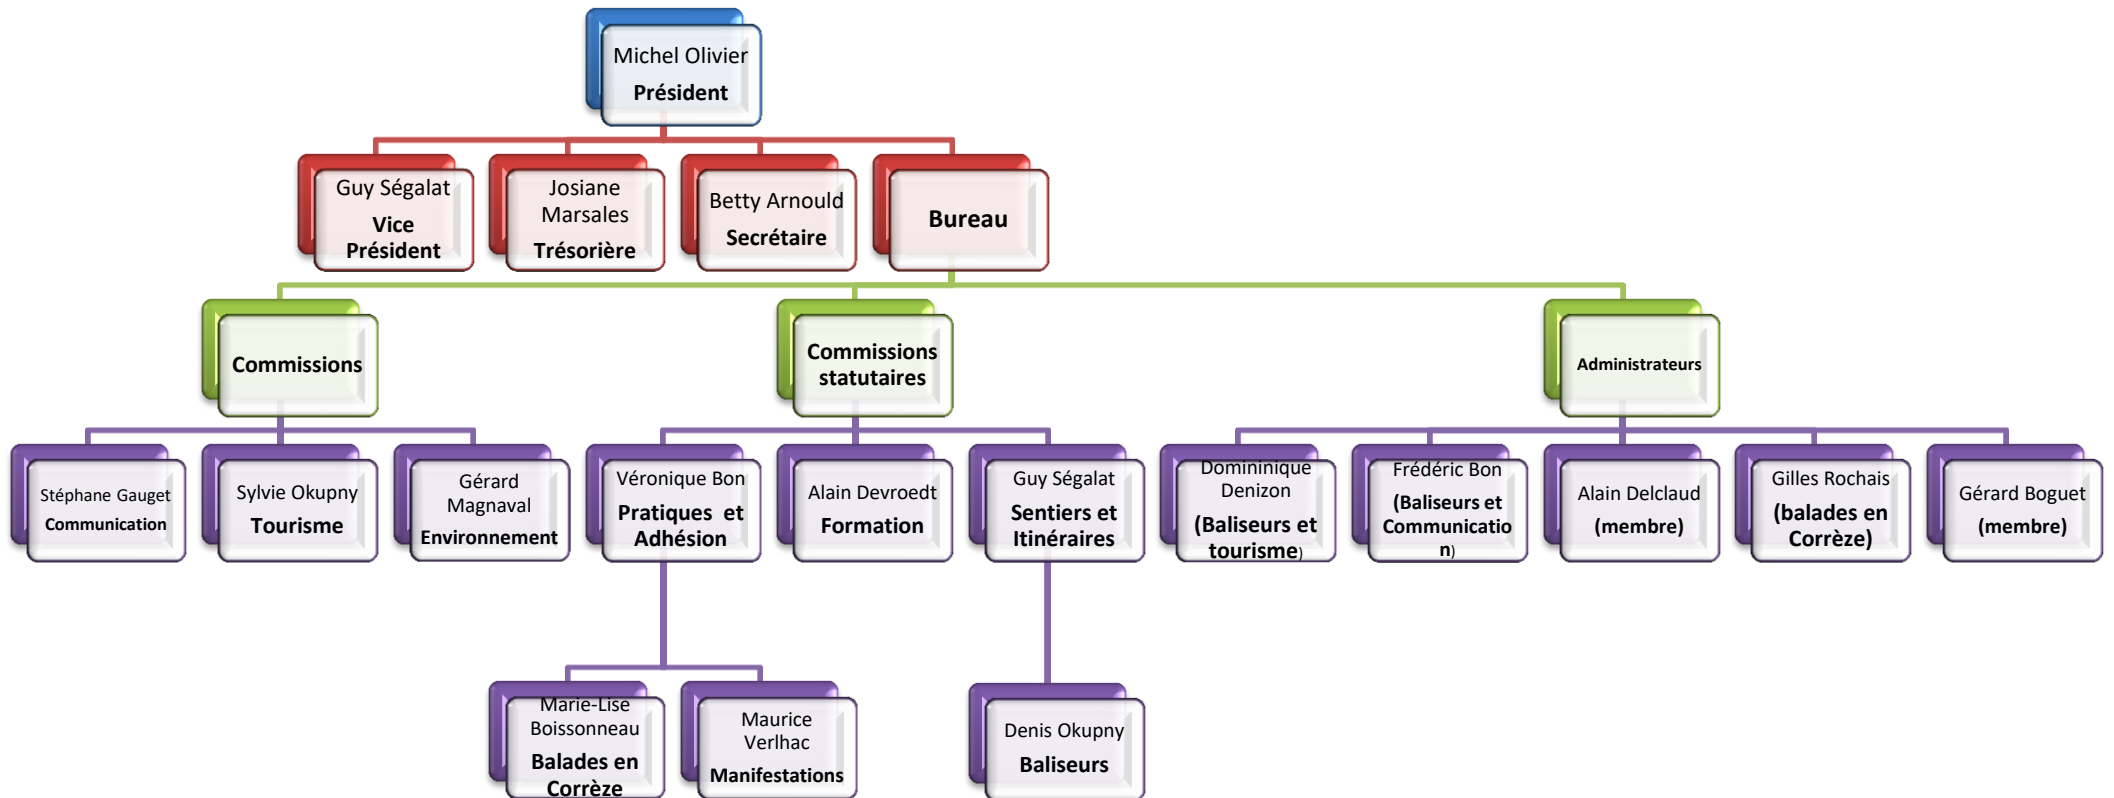 Michel Olivier
Président
Guy Ségalat
Vice
Président
Josiane
Marsales
Trésorière
Betty Arnould
Secrétaire
Bureau
Commissions
Commissions
statutaires
Administrateurs
Stéphane Gauget
Communication
Sylvie Okupny
Tourisme
Gérard
Magnaval
Environnement
Véronique Bon
Pratiques et
Adhésion
Alain Devroedt
Formation
Guy Ségalat
Sentiers et
Itinéraires
Domininique
Denizon
(Baliseurs et
tourisme)
Frédéric Bon
(Baliseurs et
Communicatio
n)
Alain Delclaud
(membre)
Gilles Rochais
(balades en
Corrèze)
Gérard Boguet
(membre)
Marie-Lise
Boissonneau
Balades en
Corrèze
Maurice
Verlhac
Manifestations
Denis Okupny
Baliseurs